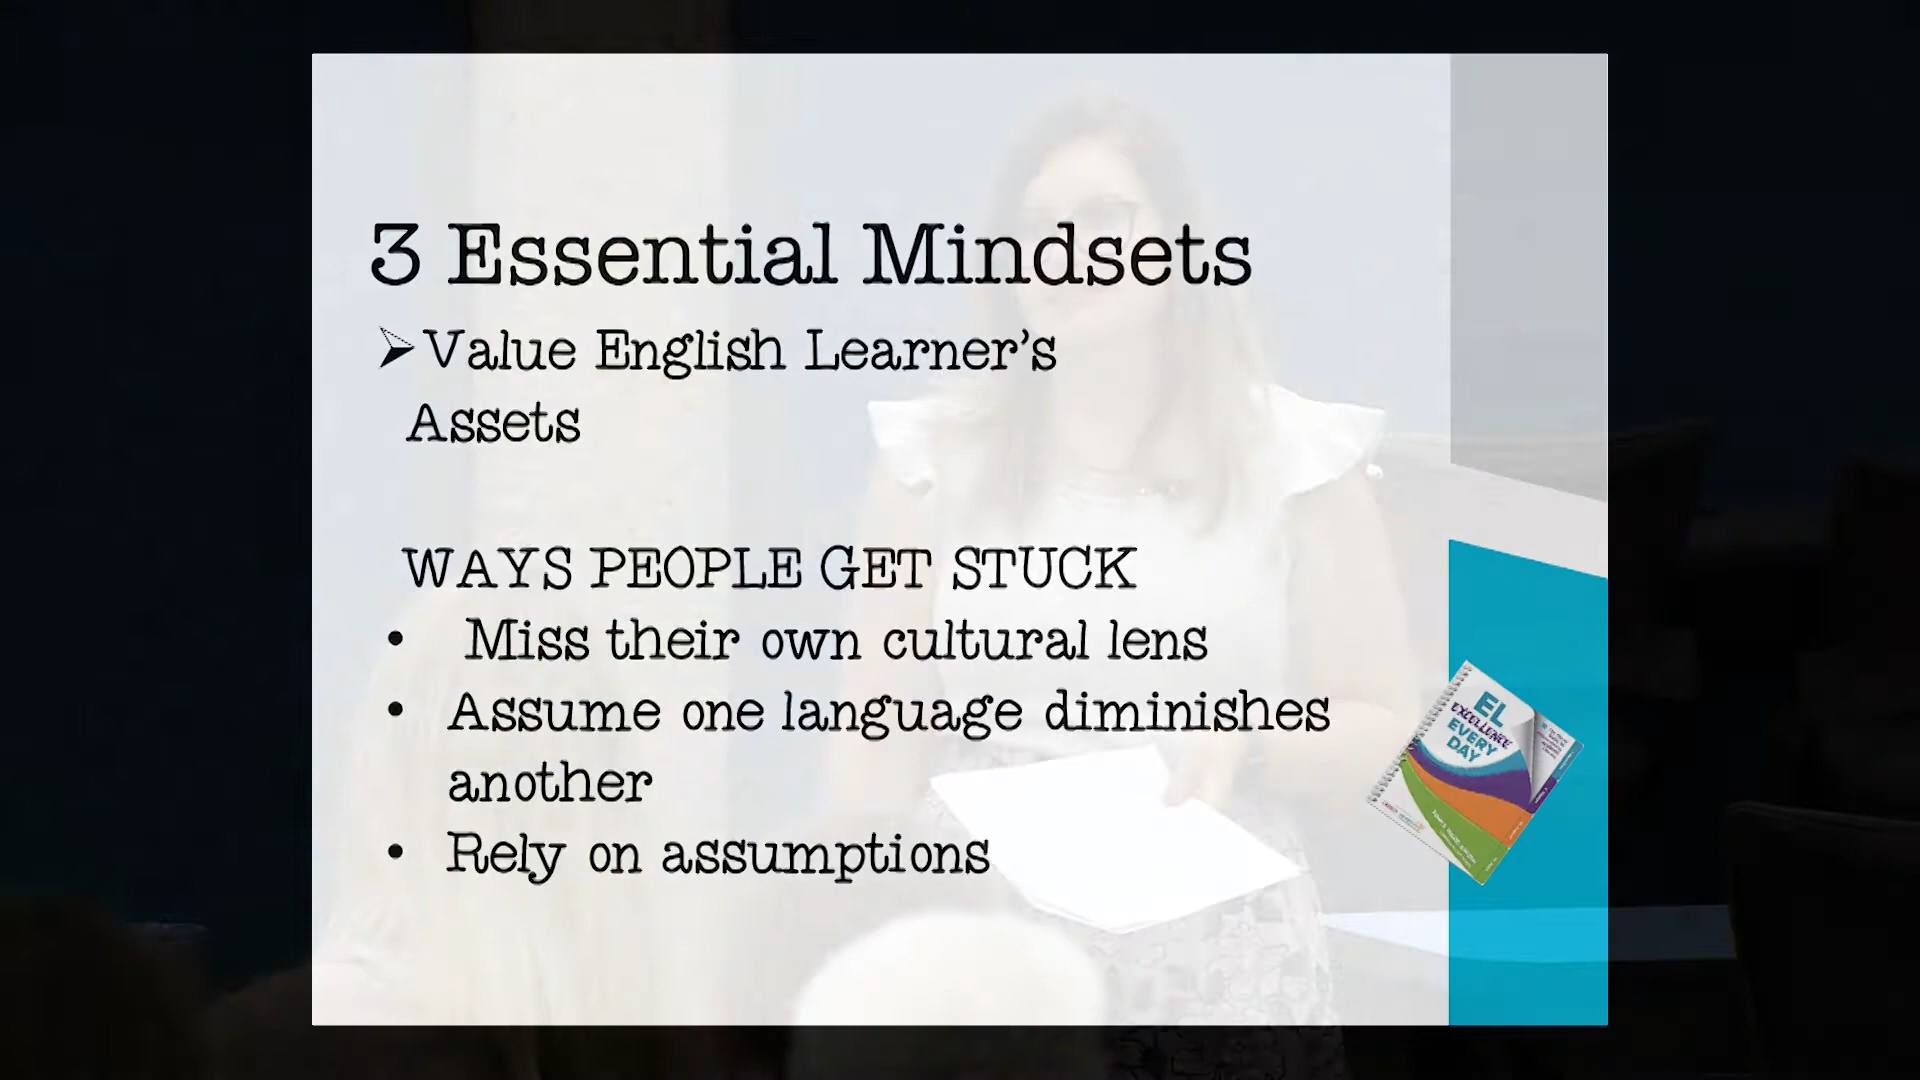 3 Essential Mindsets
➢Value English Learner’s
Assets
WAYS PEOPLE GET STUCK
• Miss their own cultural lens
• Assume one language diminishes
another
• Rely on assumptions
EL
EXCELLENCE
EVERY
DAY